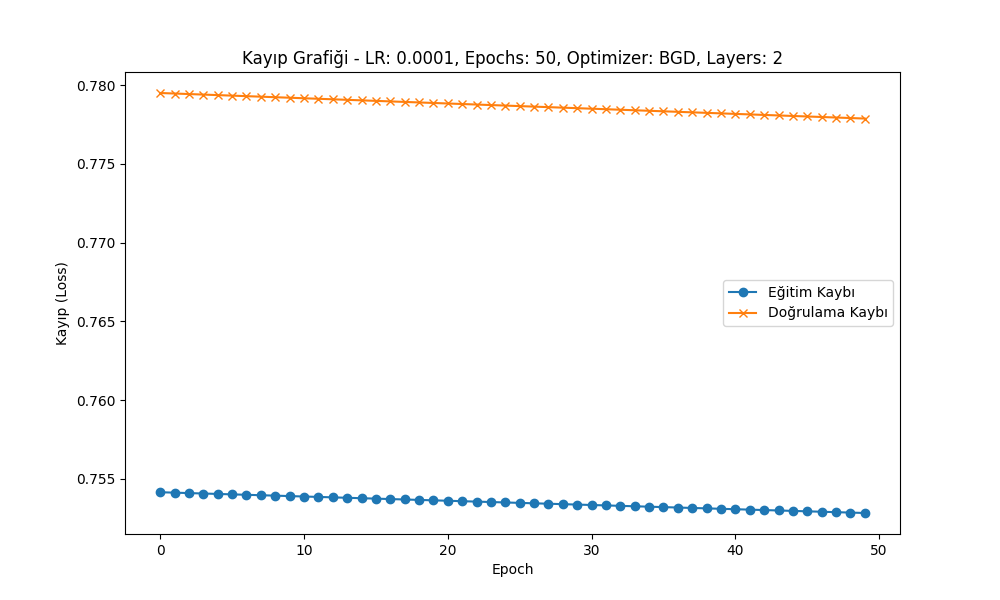 Kayıp Grafiği - LR: 0.0001, Epochs: 50, Optimizer: BGD, Layers: 2
Kayıp (Loss)
0.780
0.775
0.770
0.765
0.760
0.755
Eğitim Kaybı
Doğrulama Kaybı
0 10 20 30 40 50
Epoch